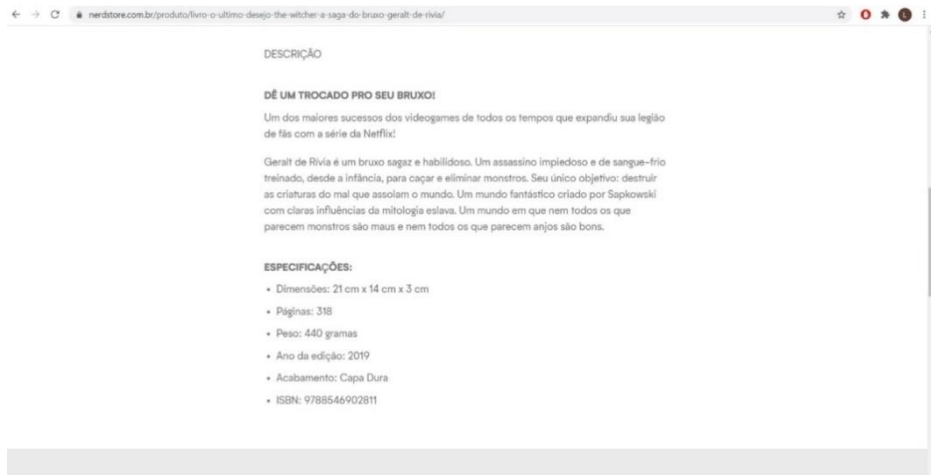 nerdstore.com.br/produto/livro-o-ultimo-desejo-the-witcher-a-saga-do-bruxo-geralt-de-rivia/
L
DESCRIÇÃO
DÊ UM TROCADO PRO SEU BRUXO!
Um dos maiores sucessos dos videogames de todos os tempos que expandiu sua legião
de fãs com a série da Netflix!
Geralt de Rívia é um bruxo sagaz e habilidoso. Um assassino impiedoso e de sangue-frio
treinado, desde a infância, para caçar e eliminar monstros. Seu único objetivo: destruir
as criaturas do mal que assolam o mundo. Um mundo fantástico criado por Sapkowski
com claras influências da mitologia eslava. Um mundo em que nem todos os que
parecem monstros são maus e nem todos os que parecem anjos são bons.
ESPECIFICAÇÕES:
• Dimensões: 21 cm x 14 cm x 3 cm
• Páginas: 318
• Peso: 440 gramas
• Ano da edição: 2019
• Acabamento: Capa Dura
• ISBN: 9788546902811